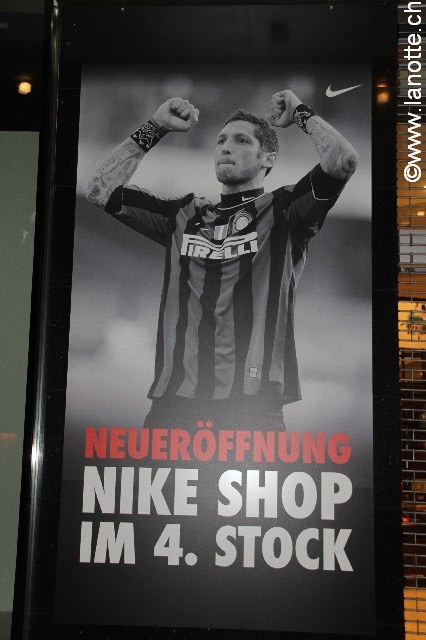 PIRELLI
NEUERÖFFNUNG
NIKE SHOP
IM 4. STOCK
©www.lanotte.ch